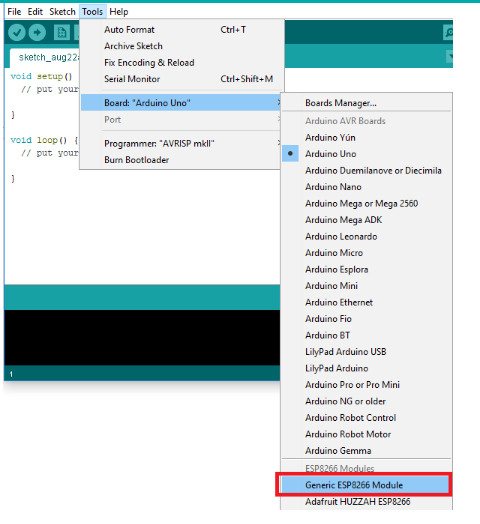 File Edit Sketch Tools Help
sketch_aug22a
void setup()
// put your
}
void loop() {
// put your
}
Auto Format Ctrl+T
Archive Sketch
Fix Encoding & Reload
Serial Monitor Ctrl+Shift+M
Board: "Arduino Uno"
Port
Programmer: "AVRISP mkII"
Burn Bootloader
Boards Manager...
Arduino AVR Boards
Arduino Yún
Arduino Uno
Arduino Duemilanove or Diecimila
Arduino Nano
Arduino Mega or Mega 2560
Arduino Mega ADK
Arduino Leonardo
Arduino Micro
Arduino Esplora
Arduino Mini
Arduino Ethernet
Arduino Fio
Arduino BT
LilyPad Arduino USB
LilyPad Arduino
Arduino Pro or Pro Mini
Arduino NG or older
Arduino Robot Control
Arduino Robot Motor
Arduino Gemma
ESP8266 Modules
Generic ESP8266 Module
Adafruit HUZZAH ESP8266
1